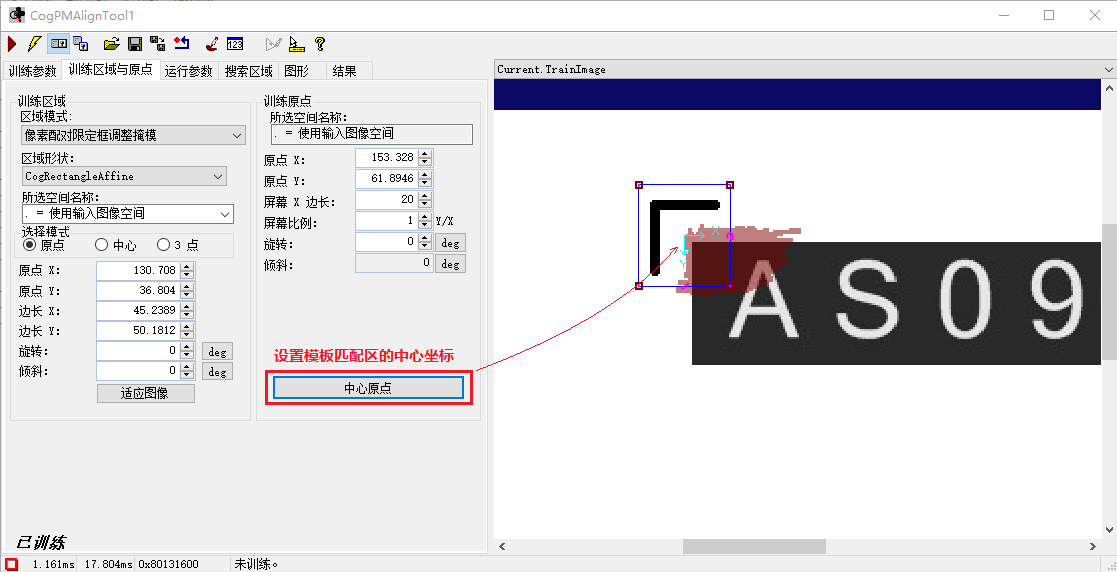 CogPMAlignTool1
训练参数 训练区域与原点 运行参数 搜索区域 图形 结果
Current.TrainImage
训练区域
区域模式:
像素配对限定框调整掩模
区域形状:
CogRectangleAffine
所选空间名称:
. = 使用输入图像空间
选择模式
原点 中心 3 点
原点 X: 130.708
原点 Y: 36.804
边长 X: 45.2389
边长 Y: 50.1812
旋转: 0 deg
倾斜: 0 deg
适应图像
训练原点
所选空间名称:
. = 使用输入图像空间
原点 X: 153.328
原点 Y: 61.8946
屏幕 X 边长: 20
屏幕比例: 1 Y/X
旋转: 0 deg
倾斜: 0 deg
设置模板匹配区的中心坐标
中心原点
AS09
已训练
1.161ms 17.804ms 0x80131600 未训练。